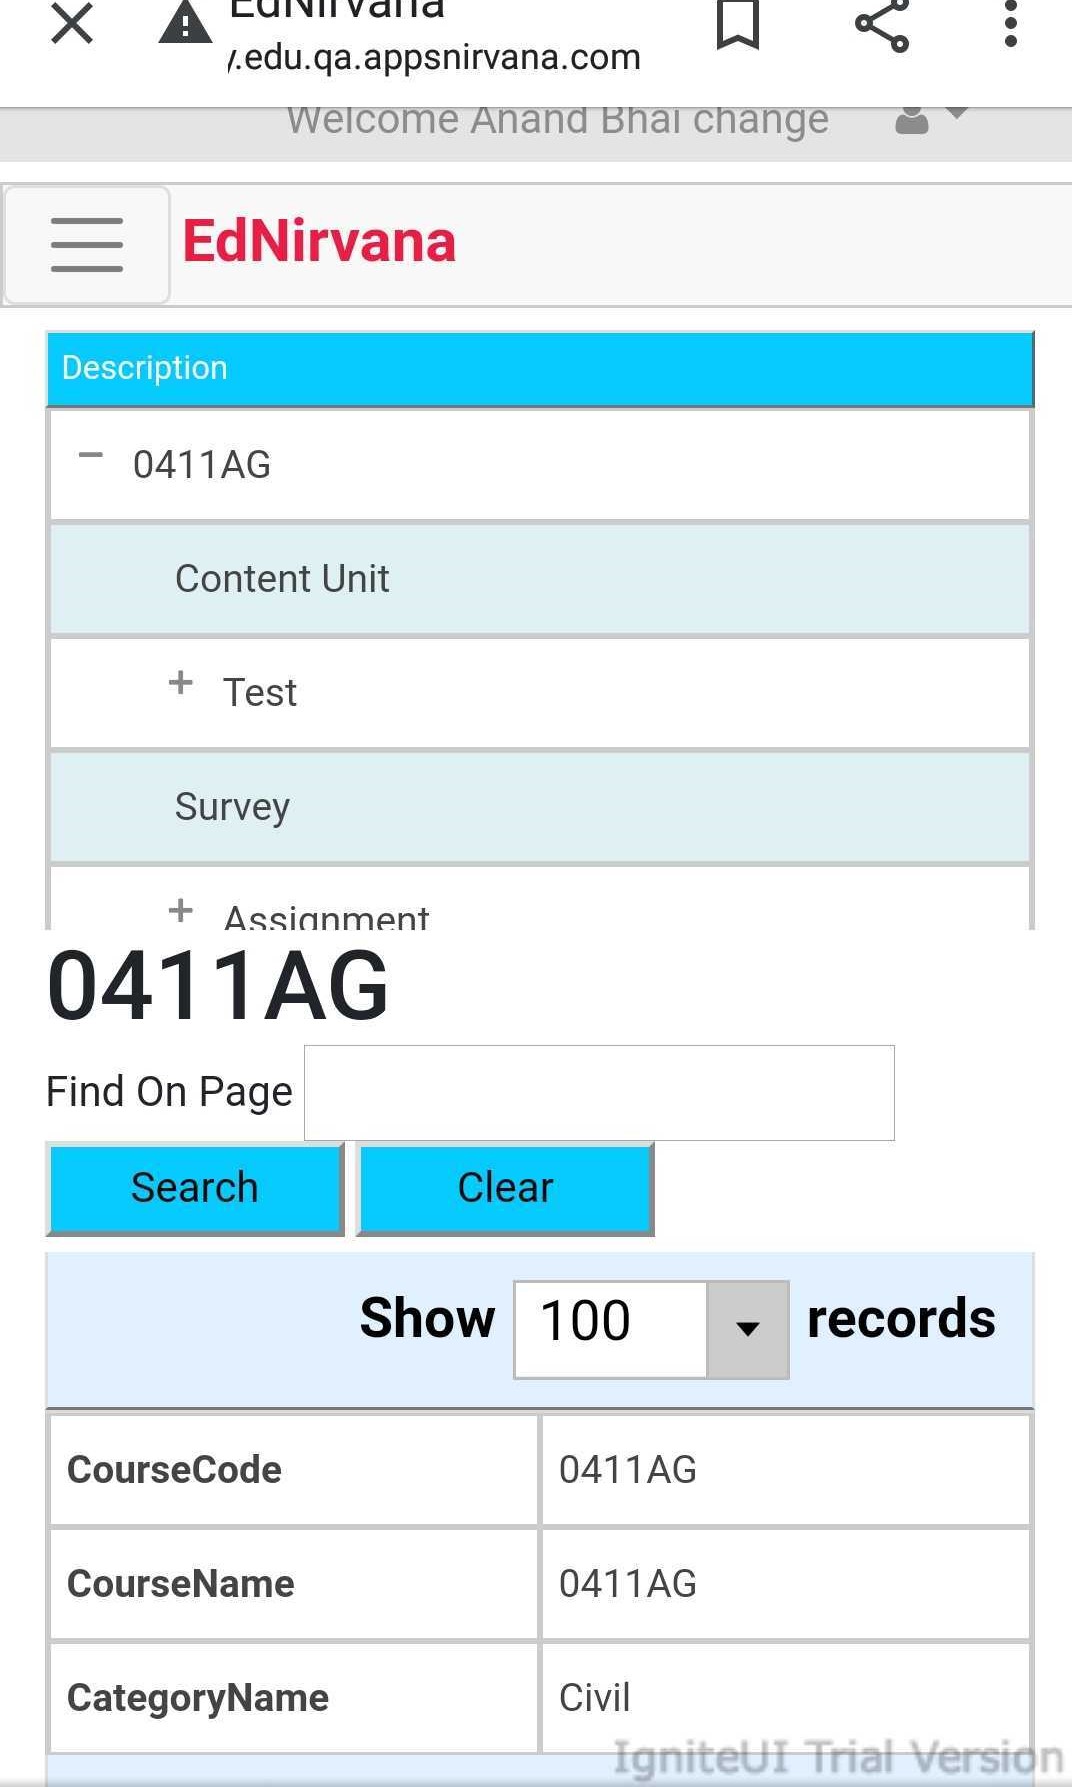 EdNirvana
.edu.qa.appsnirvana.com
Welcome Anand Bhai change
EdNirvana
Description
0411AG
Content Unit
Test
Survey
Assignment
0411AG
Find On Page
Search Clear
Show 100 records
CourseCode 0411AG
CourseName 0411AG
CategoryName Civil
IgniteUI Trial Version